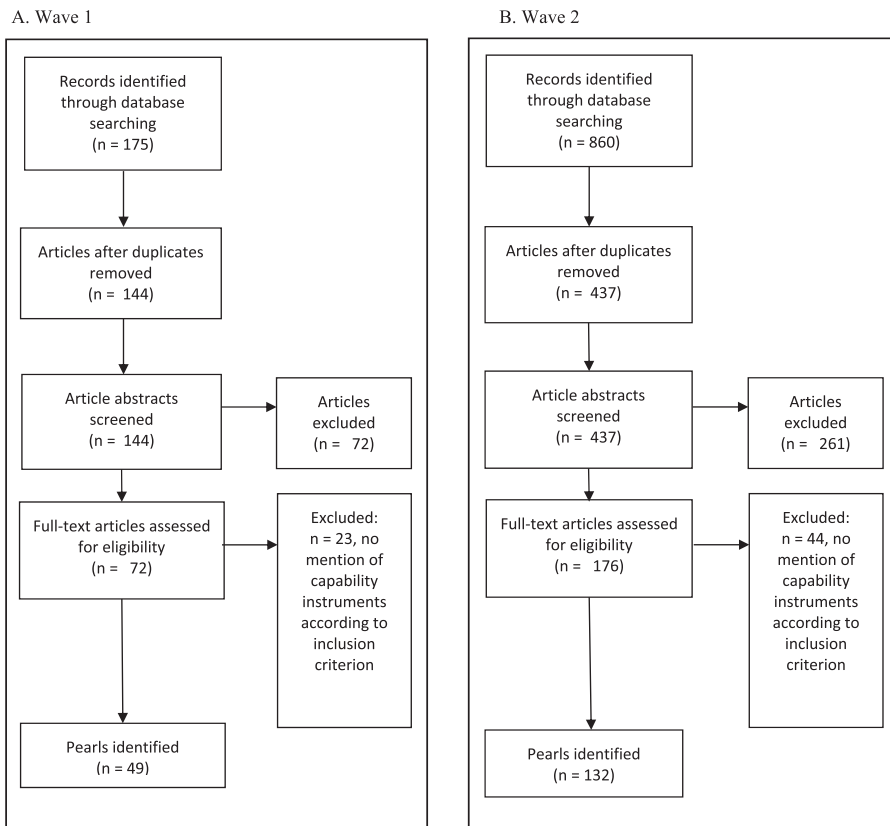 A. Wave 1
Records identified
through database
searching
(n = 175)
Articles after duplicates
removed
(n = 144)
Article abstracts
screened
(n = 144)
Articles
excluded
(n = 72)
Full-text articles assessed
for eligibility
(n = 72)
Excluded:
n = 23, no
mention of
capability
instruments
according to
inclusion
criterion
Pearls identified
(n = 49)
B. Wave 2
Records identified
through database
searching
(n = 860)
Articles after duplicates
removed
(n = 437)
Article abstracts
screened
(n = 437)
Articles
excluded
(n = 261)
Full-text articles assessed
for eligibility
(n = 176)
Excluded:
n = 44, no
mention of
capability
instruments
according to
inclusion
criterion
Pearls identified
(n = 132)